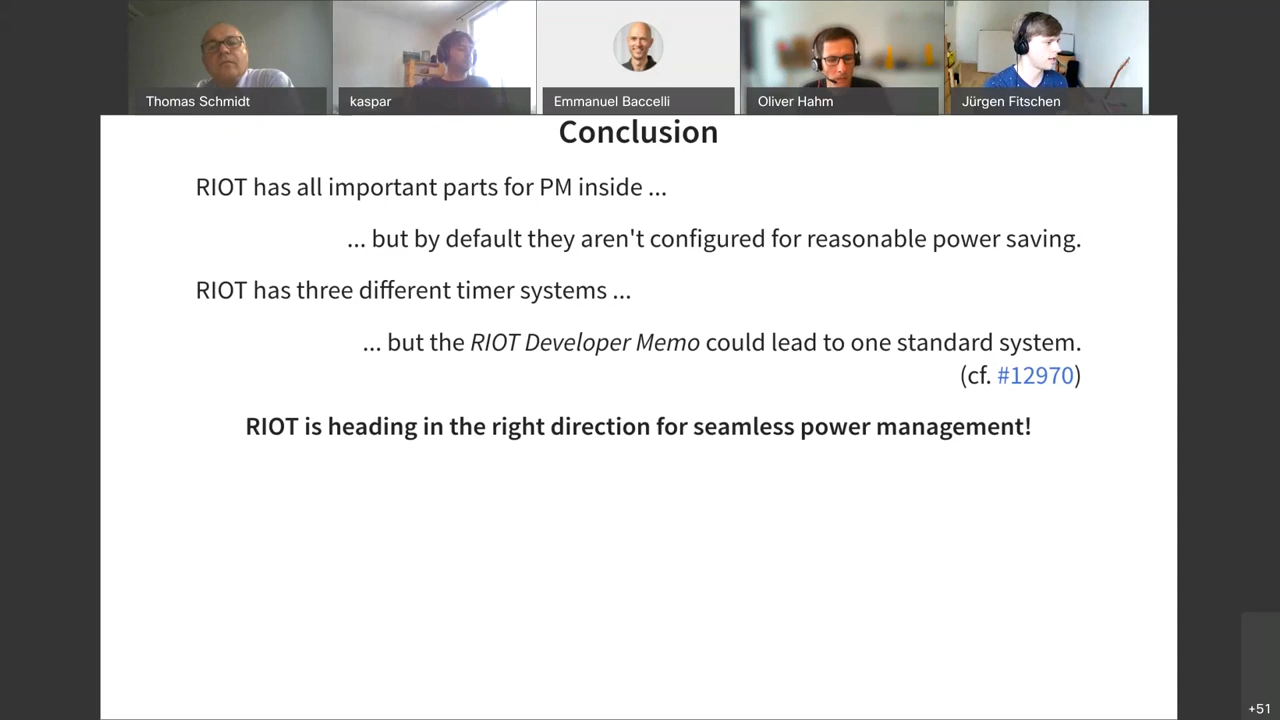 Thomas Schmidt
kaspar
Emmanuel Baccelli
Oliver Hahm
Jürgen Fitschen
Conclusion
RIOT has all important parts for PM inside ...
... but by default they aren't configured for reasonable power saving.
RIOT has three different timer systems ...
... but the RIOT Developer Memo could lead to one standard system.
(cf. #12970)
RIOT is heading in the right direction for seamless power management!
+51